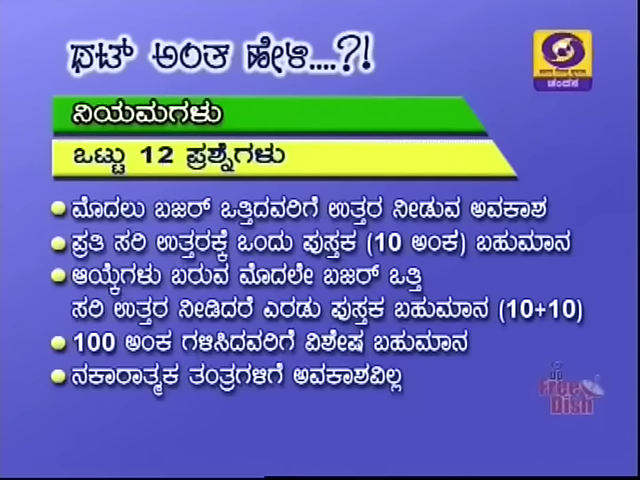 ಥಟ್ ಅಂತ ಹೇಳಿ....?!
ಚಂದನ
ನಿಯಮಗಳು
ಒಟ್ಟು 12 ಪ್ರಶ್ನೆಗಳು
ಮೊದಲು ಬಜರ್ ಒತ್ತಿದವರಿಗೆ ಉತ್ತರ ನೀಡುವ ಅವಕಾಶ
ಪ್ರತಿ ಸರಿ ಉತ್ತರಕ್ಕೆ ಒಂದು ಪುಸ್ತಕ (10 ಅಂಕ) ಬಹುಮಾನ
ಆಯ್ಕೆಗಳು ಬರುವ ಮೊದಲೇ ಬಜರ್ ಒತ್ತಿ
ಸರಿ ಉತ್ತರ ನೀಡಿದರೆ ಎರಡು ಪುಸ್ತಕ ಬಹುಮಾನ (10+10)
100 ಅಂಕ ಗಳಿಸಿದವರಿಗೆ ವಿಶೇಷ ಬಹುಮಾನ
ನಕಾರಾತ್ಮಕ ತಂತ್ರಗಳಿಗೆ ಅವಕಾಶವಿಲ್ಲ
DD
Free
Dish